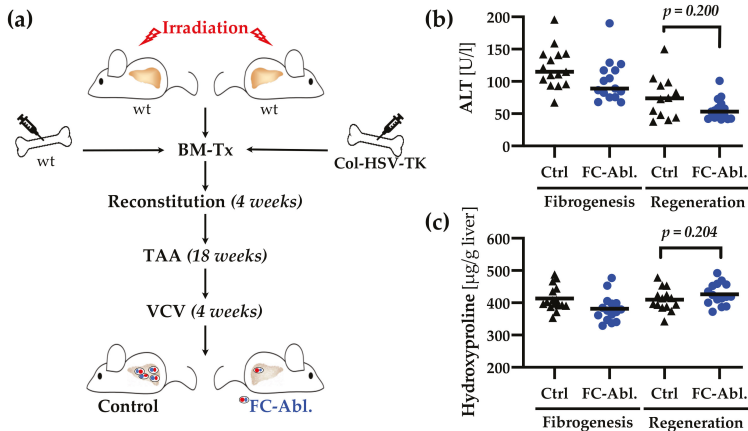 (a)
Irradiation
wt
wt
wt
BM-Tx
Col-HSV-TK
Reconstitution (4 weeks)
TAA (18 weeks)
VCV (4 weeks)
Control
FC-Abl.
(b)
p = 0.200
ALT [U/l]
200
150
100
50
0
Ctrl FC-Abl. Ctrl FC-Abl.
Fibrogenesis Regeneration
(c)
p = 0.204
Hydroxyproline [µg/g liver]
600
500
400
300
200
Ctrl FC-Abl. Ctrl FC-Abl.
Fibrogenesis Regeneration